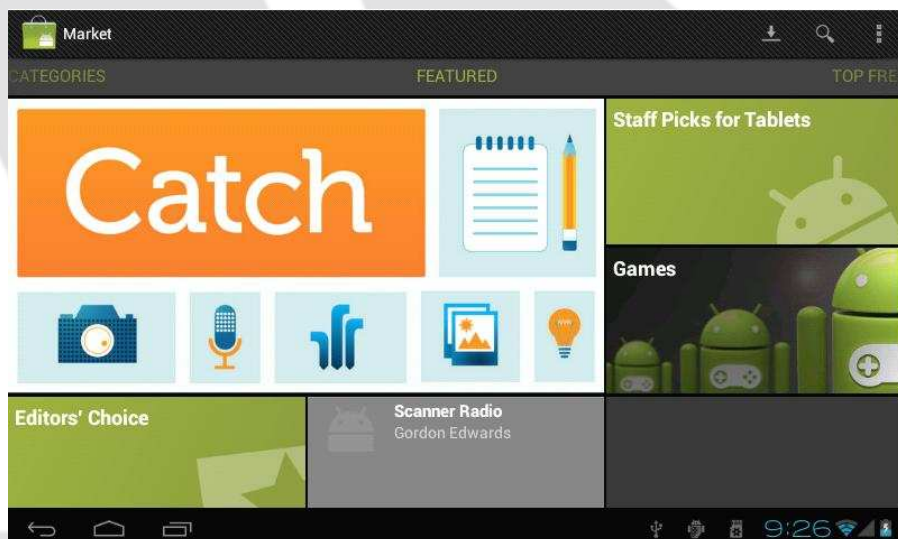 Market
CATEGORIES
FEATURED
TOP FRE
Catch
Staff Picks for Tablets
Games
Editors' Choice
Scanner Radio
Gordon Edwards
9:26